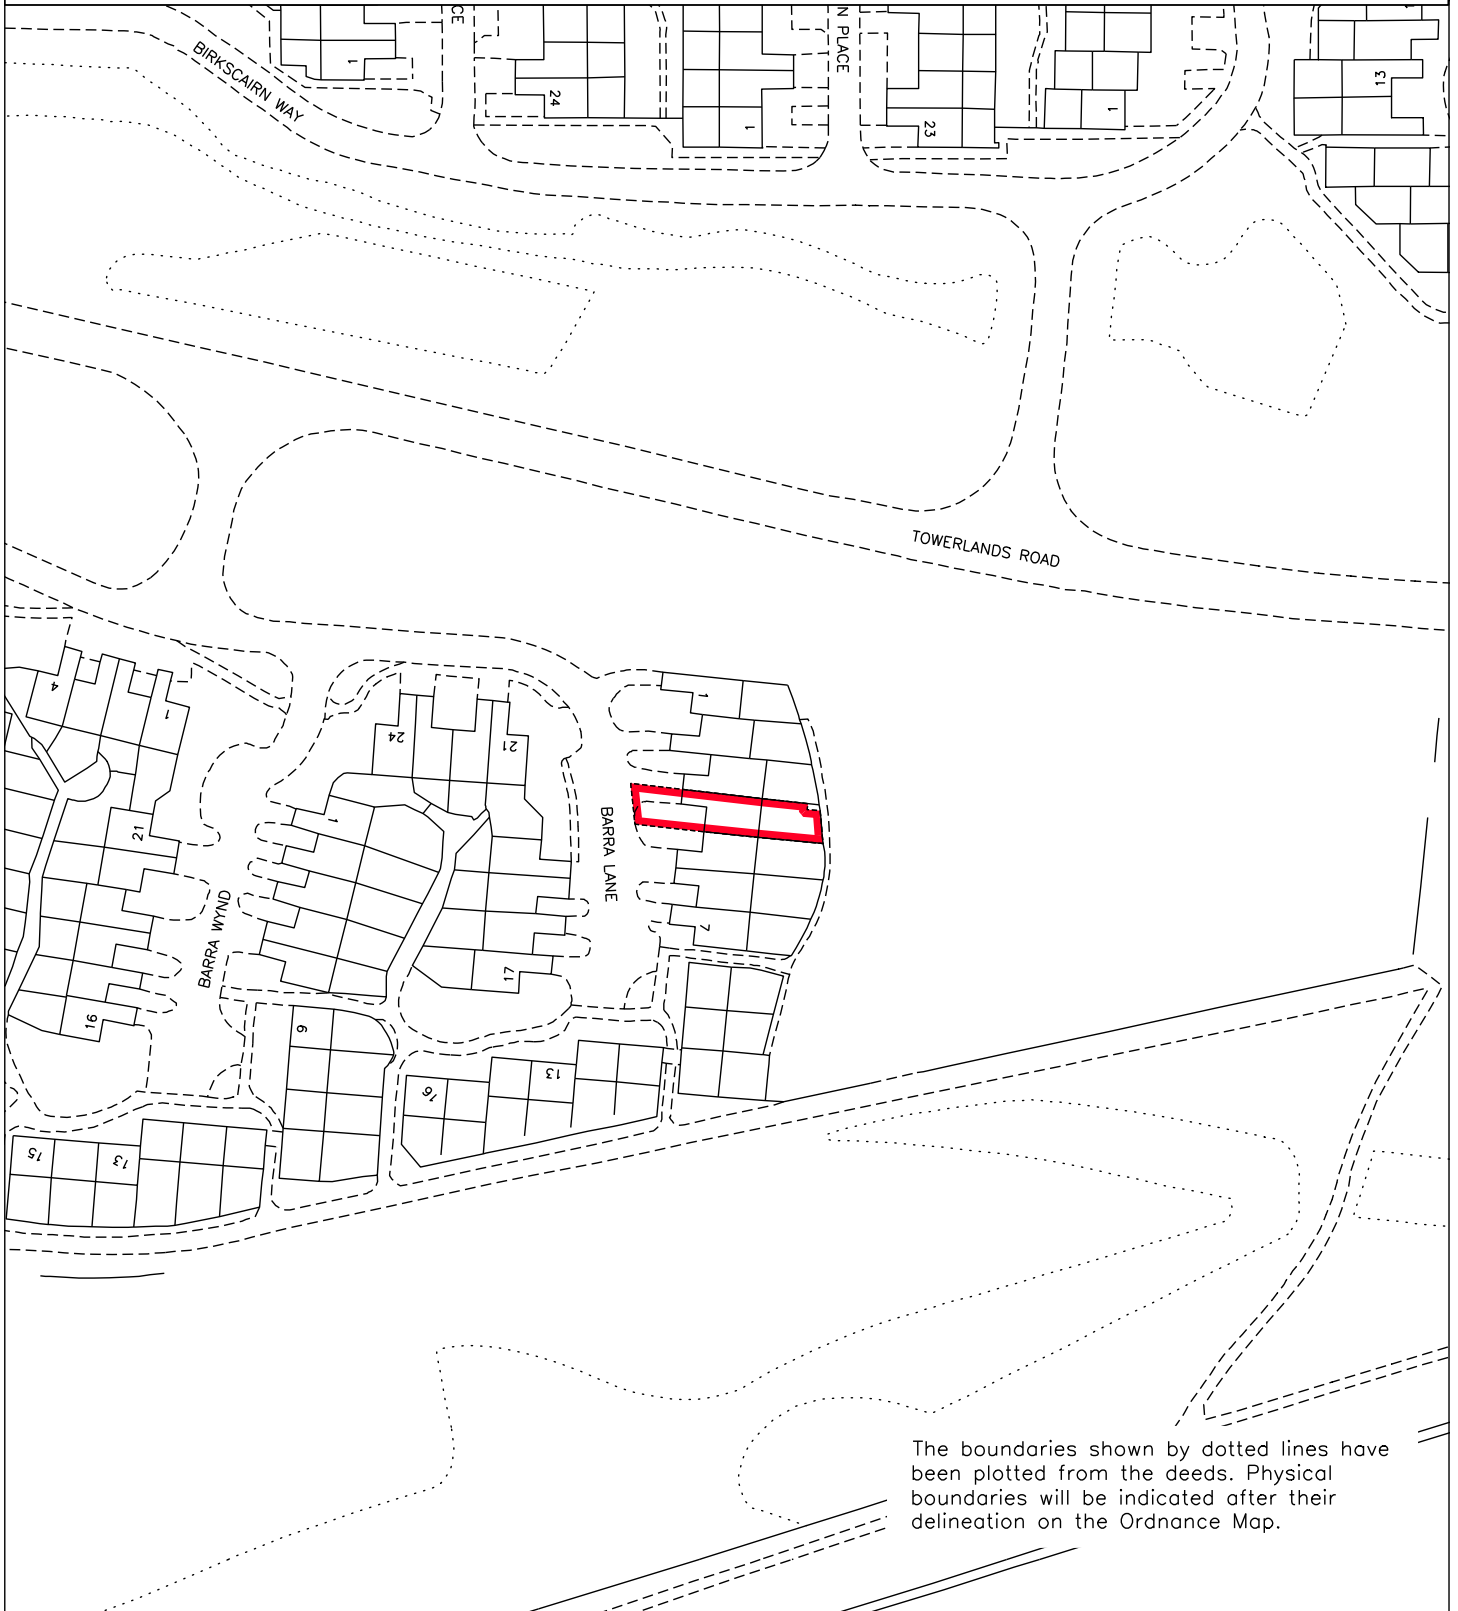 CE
N PLACE
BIRKSCAIRN WAY
1
24
1
23
1
13
TOWERLANDS ROAD
4
1
24
21
1
1
21
BARRA LANE
BARRA WYND
7
17
16
9
16
13
15
13
The boundaries shown by dotted lines have
been plotted from the deeds. Physical
boundaries will be indicated after their
delineation on the Ordnance Map.